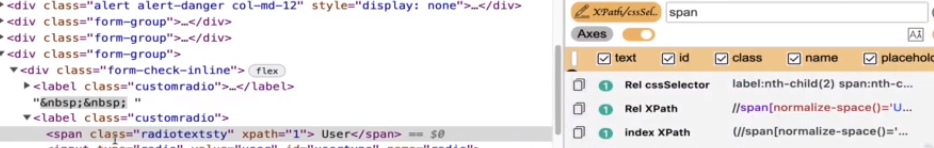 <div class="alert alert-danger col-md-12" style="display: none">…</div>
<div class="form-group">…</div>
<div class="form-group">…</div>
<div class="form-group">
<div class="form-check-inline"> flex
<label class="customradio">…</label>
"&nbsp;&nbsp; "
<label class="customradio">
<span class="radiotextsty" xpath="1"> User</span> == $0
XPath/cssSel..
span
Axes
text id class name placeholc
1 Rel cssSelector label:nth-child(2) span:nth-c...
1 Rel XPath //span[normalize-space()='U...
1 index XPath (//span[normalize-space()='...